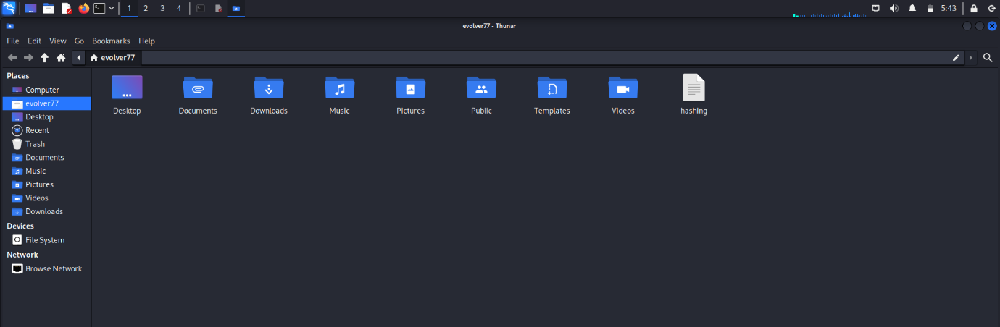 1 2 3 4 5:43
evolver77 - Thunar
File Edit View Go Bookmarks Help
evolver77
Places
Computer
evolver77
Desktop
Recent
Trash
Documents
Music
Pictures
Videos
Downloads
Devices
File System
Network
Browse Network
Desktop Documents Downloads Music Pictures Public Templates Videos hashing